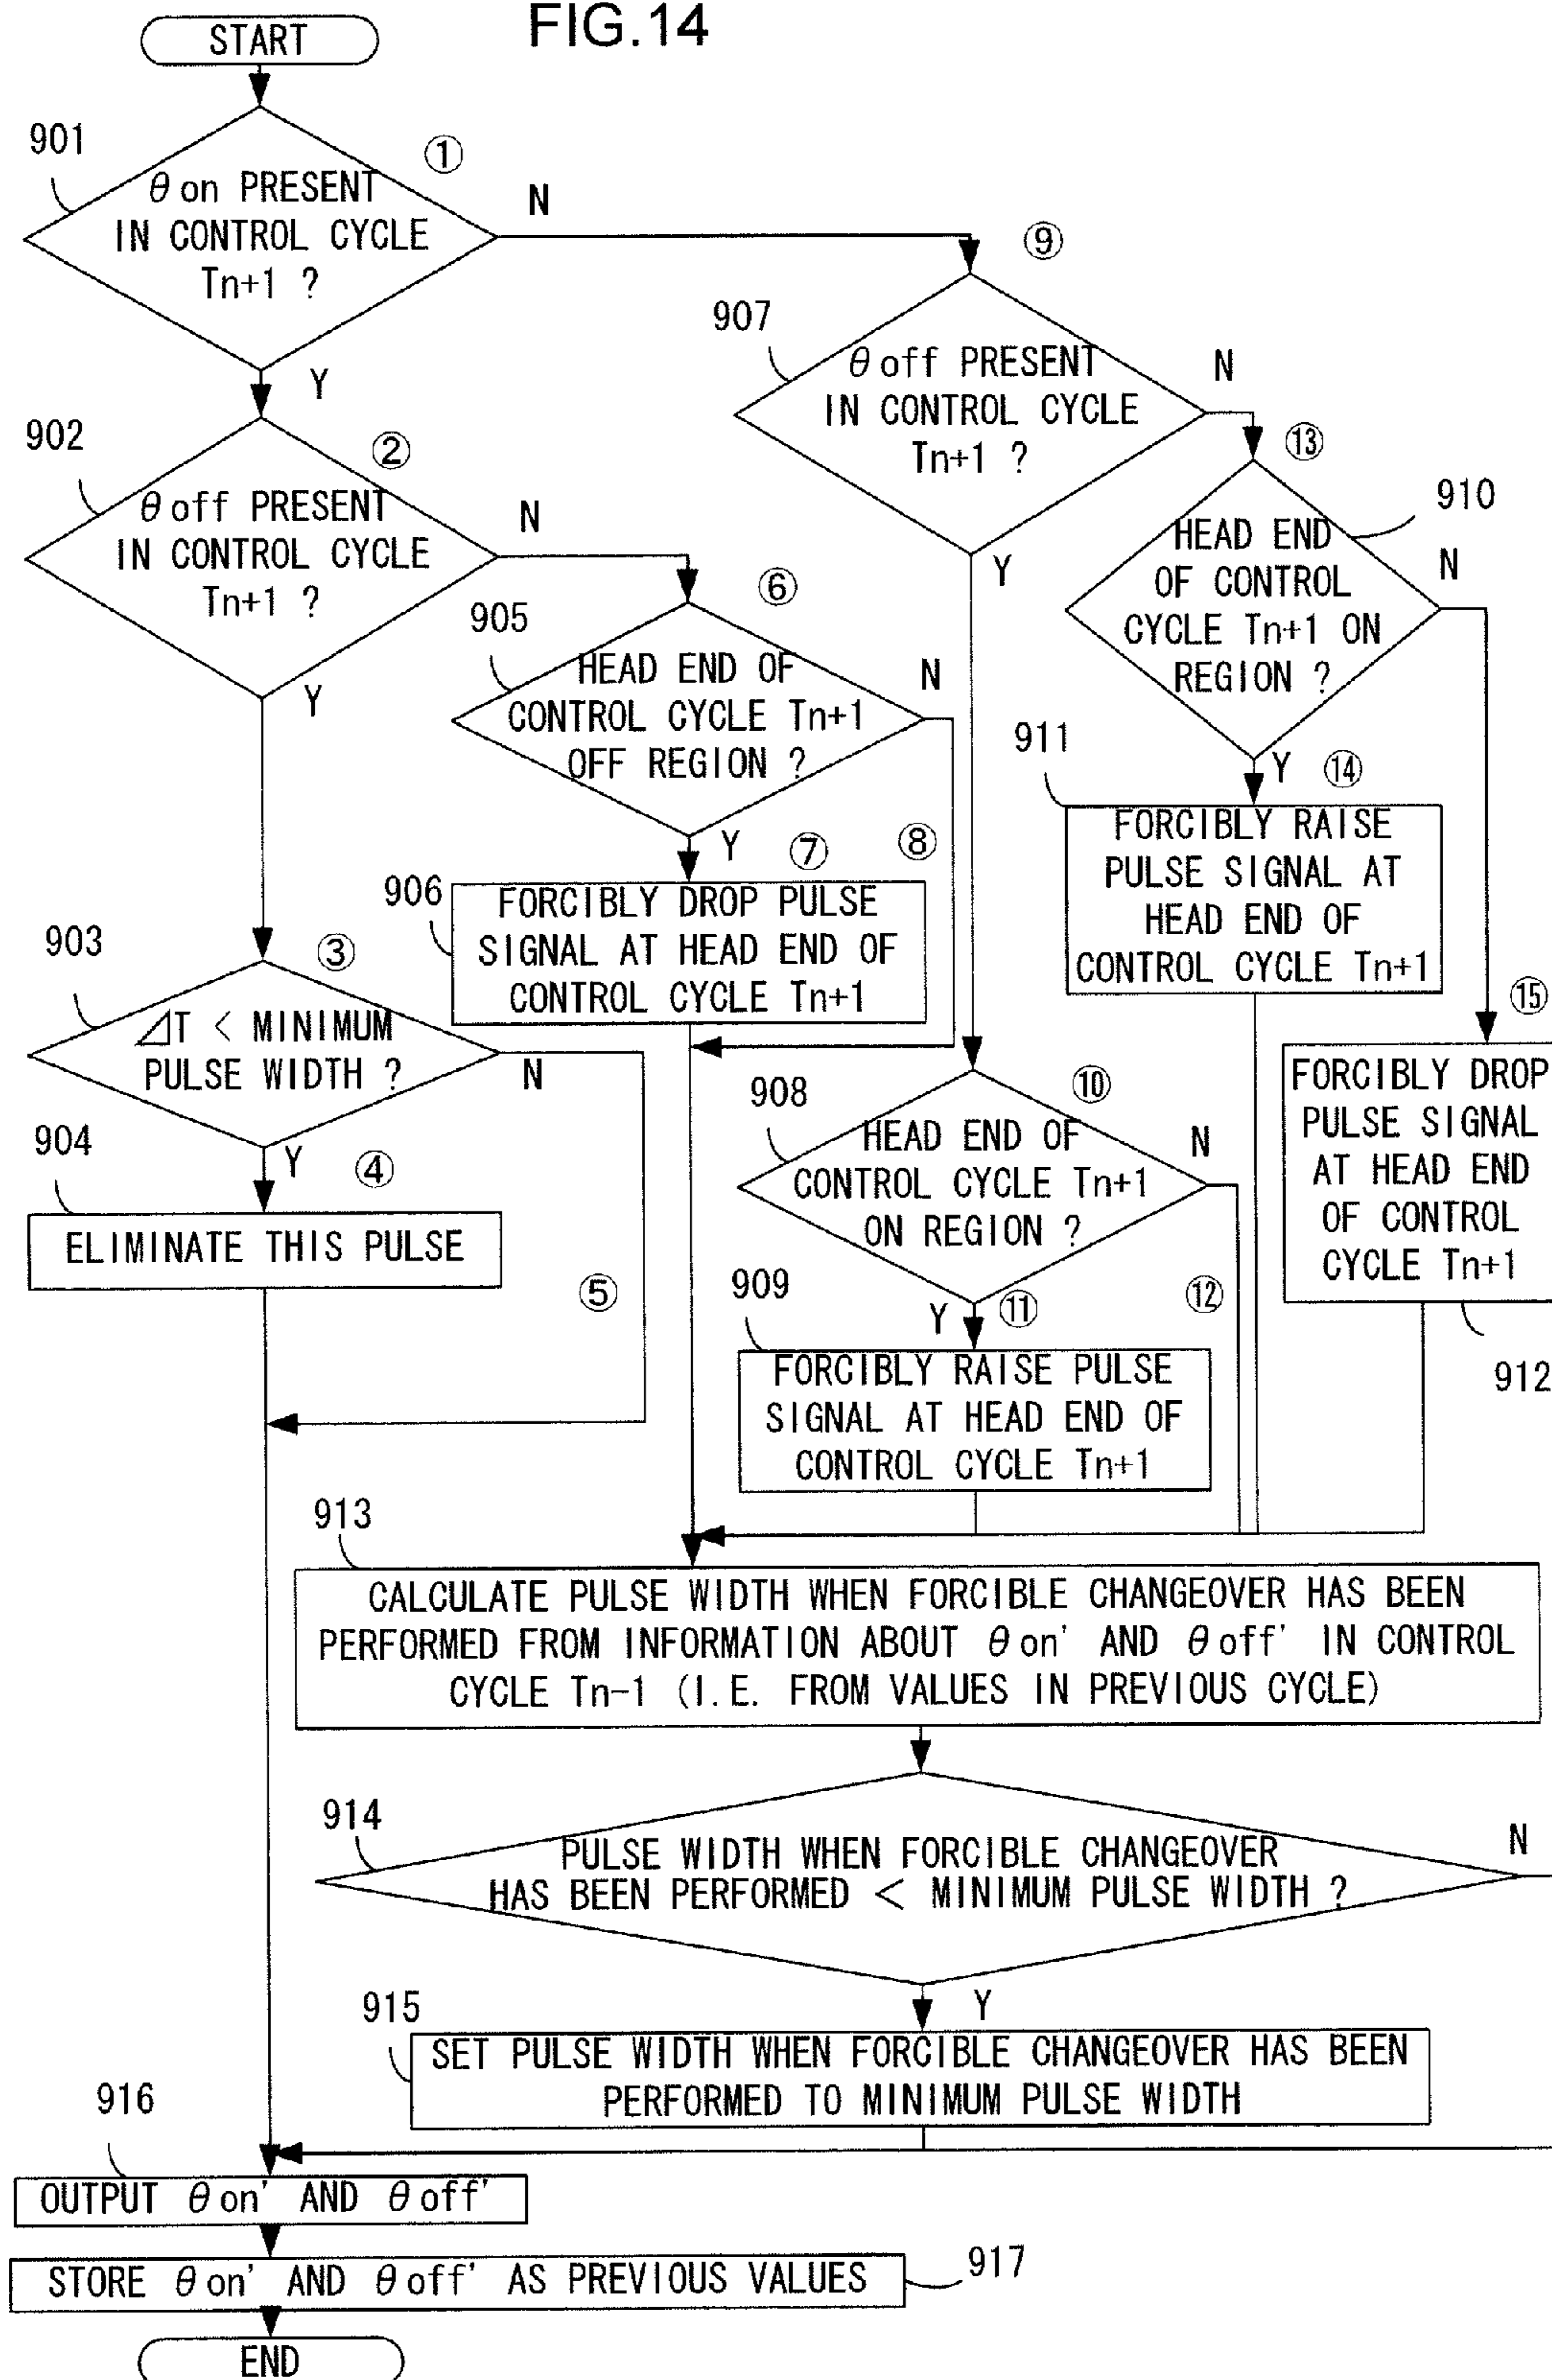 FIG.14
START
901
①
θon PRESENT
IN CONTROL CYCLE
Tn+1 ?
N
Y
902
②
θoff PRESENT
IN CONTROL CYCLE
Tn+1 ?
N
Y
903
③
⊿T < MINIMUM
PULSE WIDTH ?
N
Y
904
④
ELIMINATE THIS PULSE
⑤
905
⑥
HEAD END OF
CONTROL CYCLE Tn+1
OFF REGION ?
N
Y
⑦
⑧
906
FORCIBLY DROP PULSE
SIGNAL AT HEAD END OF
CONTROL CYCLE Tn+1
907
⑨
θoff PRESENT
IN CONTROL CYCLE
Tn+1 ?
N
Y
908
⑩
HEAD END OF
CONTROL CYCLE Tn+1
ON REGION ?
N
Y
⑪
⑫
909
FORCIBLY RAISE PULSE
SIGNAL AT HEAD END OF
CONTROL CYCLE Tn+1
⑬
910
HEAD END
OF CONTROL
CYCLE Tn+1 ON
REGION ?
N
Y
⑭
911
FORCIBLY RAISE
PULSE SIGNAL AT
HEAD END OF
CONTROL CYCLE Tn+1
⑮
FORCIBLY DROP
PULSE SIGNAL
AT HEAD END
OF CONTROL
CYCLE Tn+1
912
913
CALCULATE PULSE WIDTH WHEN FORCIBLE CHANGEOVER HAS BEEN
PERFORMED FROM INFORMATION ABOUT θon' AND θoff' IN CONTROL
CYCLE Tn-1 (I.E. FROM VALUES IN PREVIOUS CYCLE)
914
PULSE WIDTH WHEN FORCIBLE CHANGEOVER
HAS BEEN PERFORMED < MINIMUM PULSE WIDTH ?
N
Y
915
SET PULSE WIDTH WHEN FORCIBLE CHANGEOVER HAS BEEN
PERFORMED TO MINIMUM PULSE WIDTH
916
OUTPUT θon' AND θoff'
STORE θon' AND θoff' AS PREVIOUS VALUES
917
END